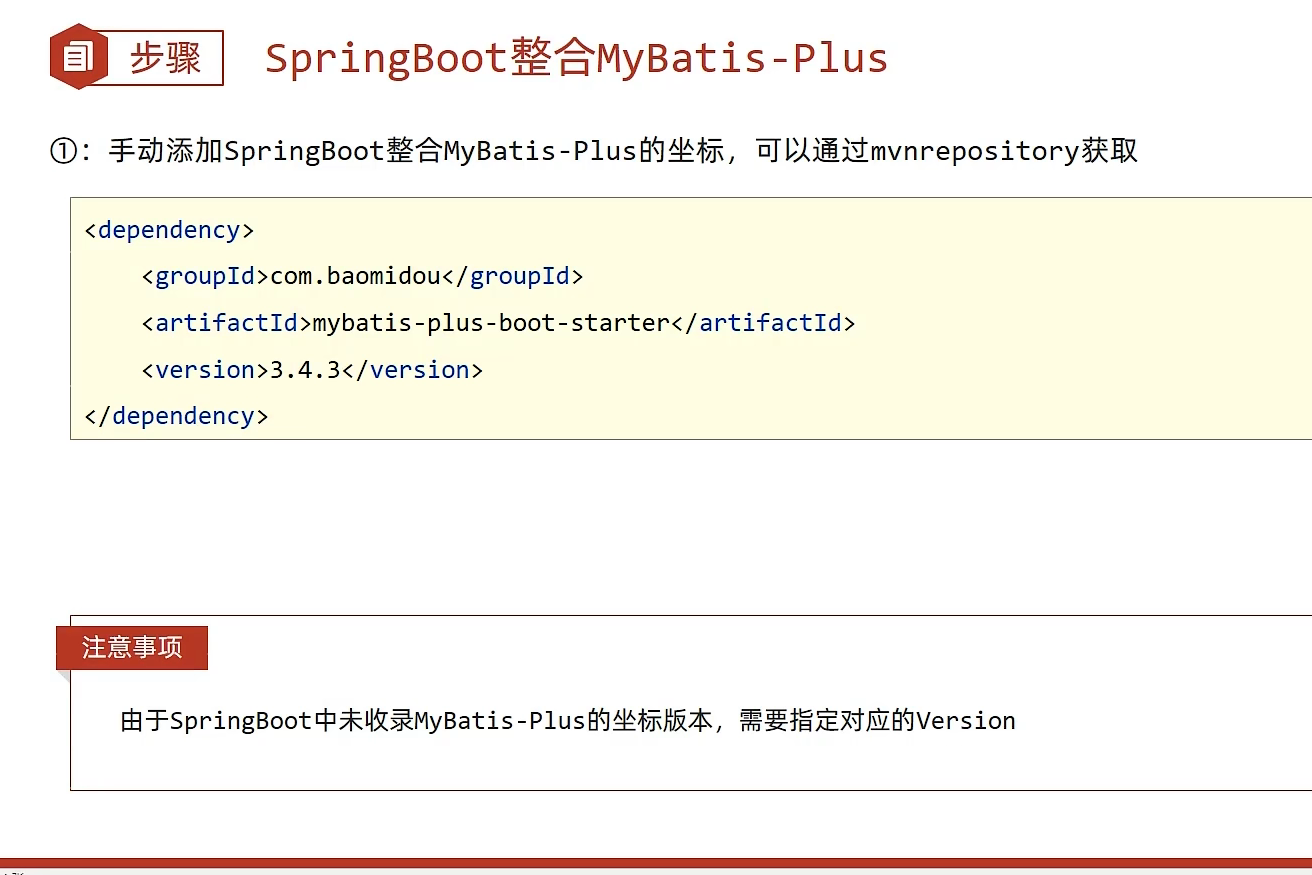 步骤 SpringBoot整合MyBatis-Plus
①：手动添加SpringBoot整合MyBatis-Plus的坐标，可以通过mvnrepository获取
<dependency>
    <groupId>com.baomidou</groupId>
    <artifactId>mybatis-plus-boot-starter</artifactId>
    <version>3.4.3</version>
</dependency>
注意事项
由于SpringBoot中未收录MyBatis-Plus的坐标版本，需要指定对应的Version